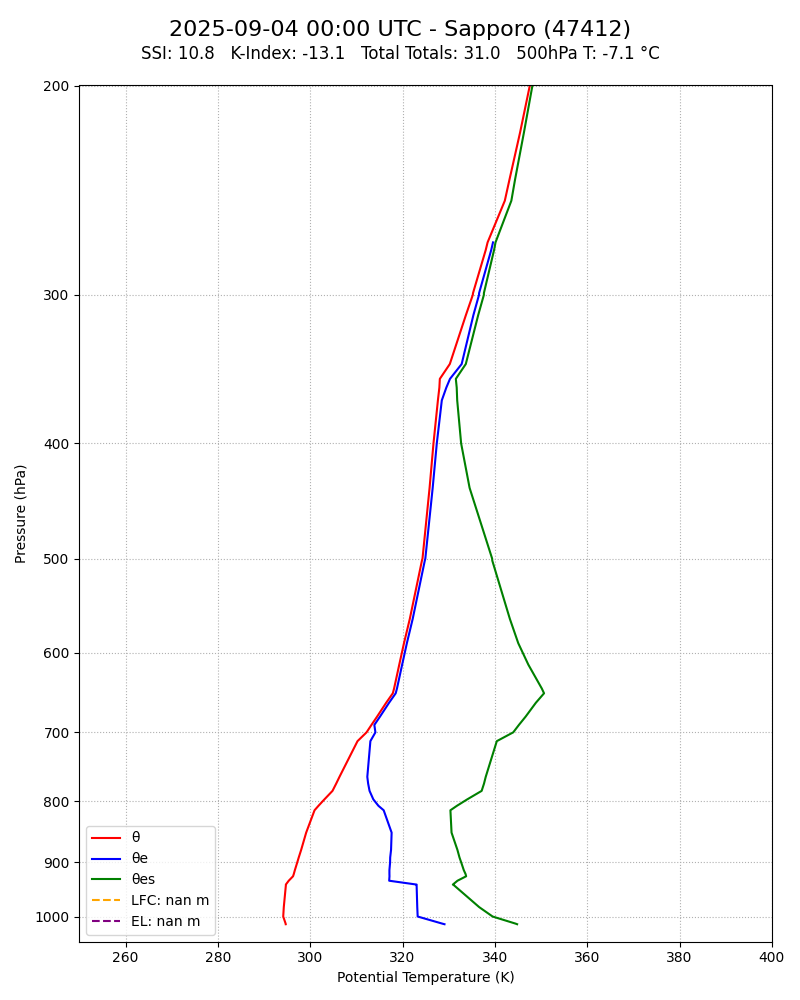 2025-09-04 00:00 UTC - Sapporo (47412)
SSI: 10.8 K-Index: -13.1 Total Totals: 31.0 500hPa T: -7.1 °C
200
300
400
500
600
700
800
900
1000
Pressure (hPa)
θ
θe
θes
LFC: nan m
EL: nan m
260 280 300 320 340 360 380 400
Potential Temperature (K)